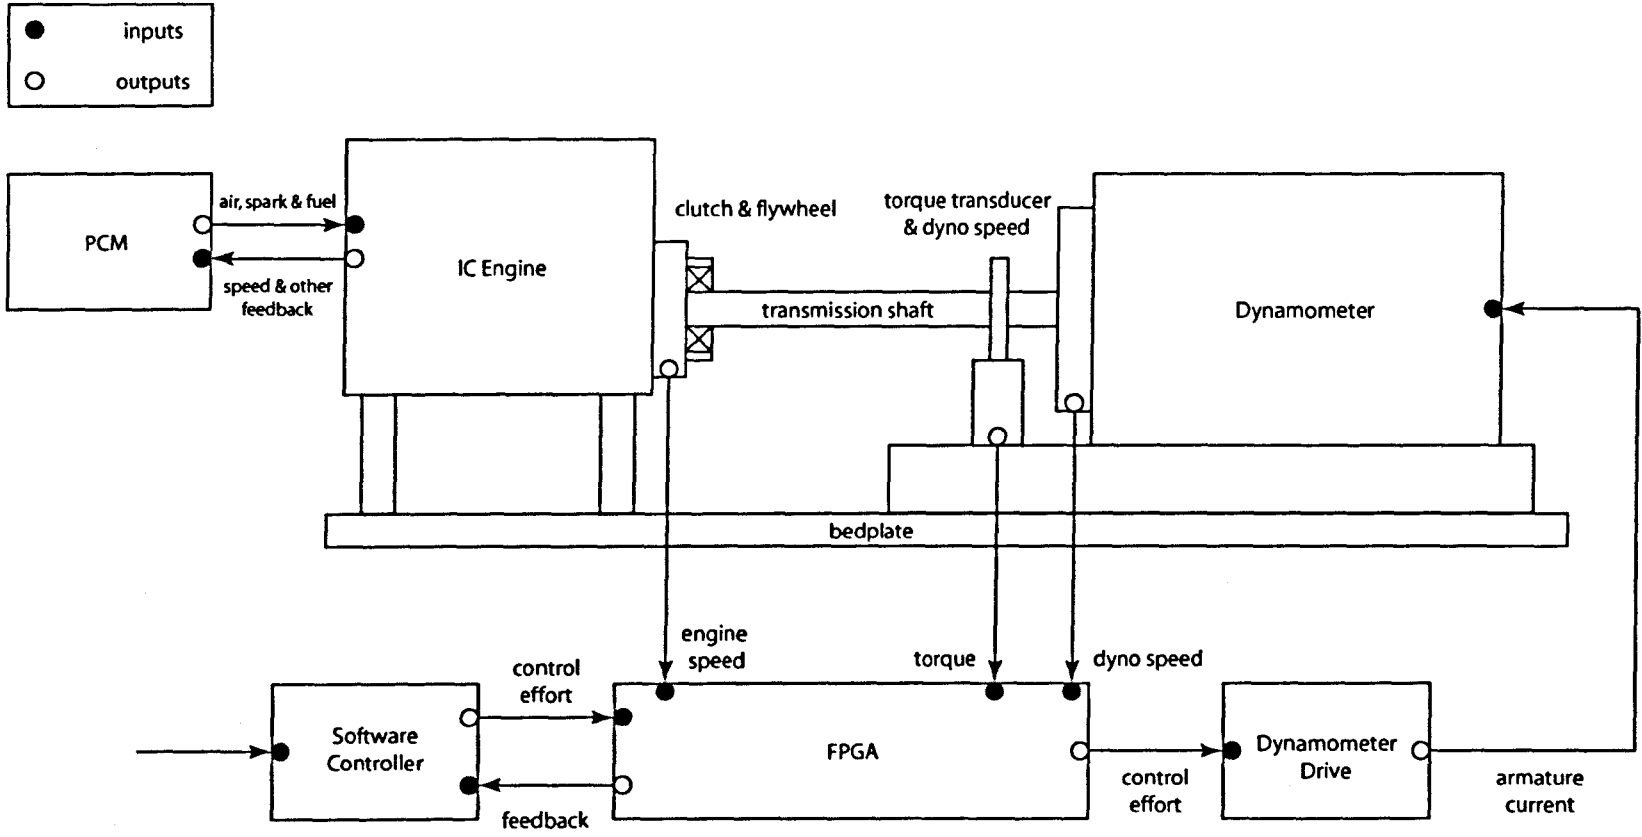 inputs
outputs
PCM
air, spark & fuel
speed & other
feedback
IC Engine
clutch & flywheel
transmission shaft
torque transducer
& dyno speed
Dynamometer
bedplate
engine
speed
torque
dyno speed
control
effort
Software
Controller
feedback
FPGA
control
effort
Dynamometer
Drive
armature
current